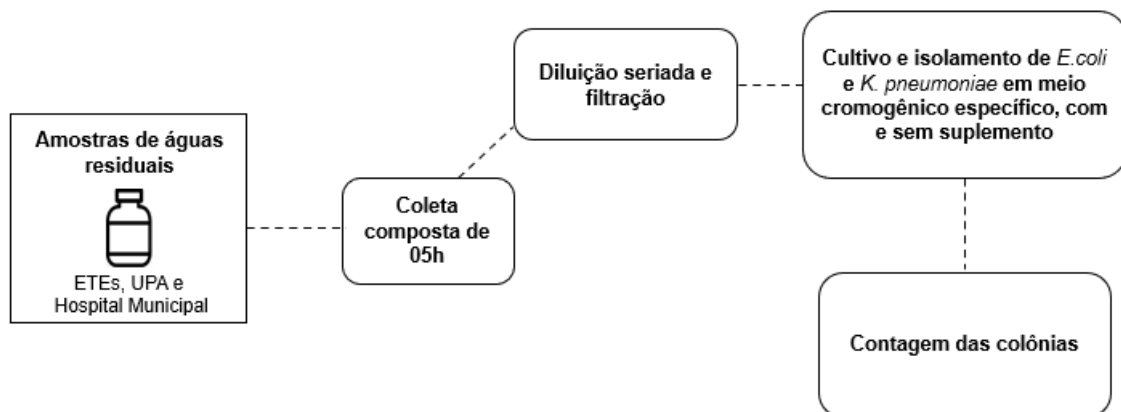 Amostras de águas
residuais
ETEs, UPA e
Hospital Municipal
Coleta
composta de
05h
Diluição seriada e
filtração
Cultivo e isolamento de E.coli
e K. pneumoniae em meio
cromogênico específico, com
e sem suplemento
Contagem das colônias